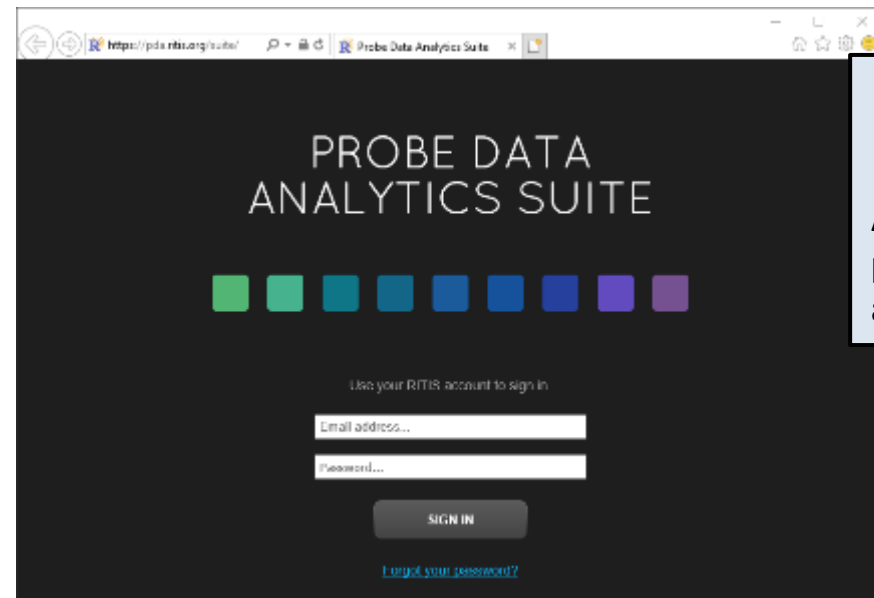 https://pda.ritis.org/suite/
Probe Data Analytics Suite
PROBE DATA
ANALYTICS SUITE
Use your RITIS account to sign in
Email address...
Password...
SIGN IN
Forgot your password?